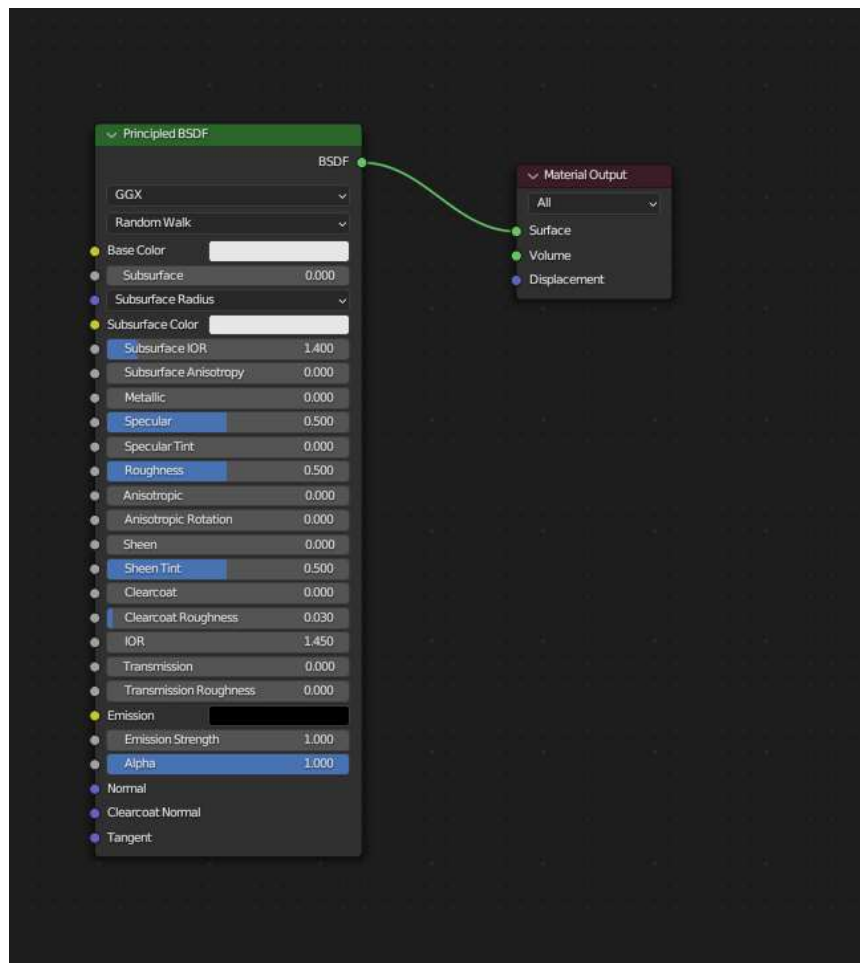 Principled BSDF
BSDF
GGX
Random Walk
Base Color
Subsurface 0.000
Subsurface Radius
Subsurface Color
Subsurface IOR 1.400
Subsurface Anisotropy 0.000
Metallic 0.000
Specular 0.500
Specular Tint 0.000
Roughness 0.500
Anisotropic 0.000
Anisotropic Rotation 0.000
Sheen 0.000
Sheen Tint 0.500
Clearcoat 0.000
Clearcoat Roughness 0.030
IOR 1.450
Transmission 0.000
Transmission Roughness 0.000
Emission
Emission Strength 1.000
Alpha 1.000
Normal
Clearcoat Normal
Tangent
Material Output
All
Surface
Volume
Displacement